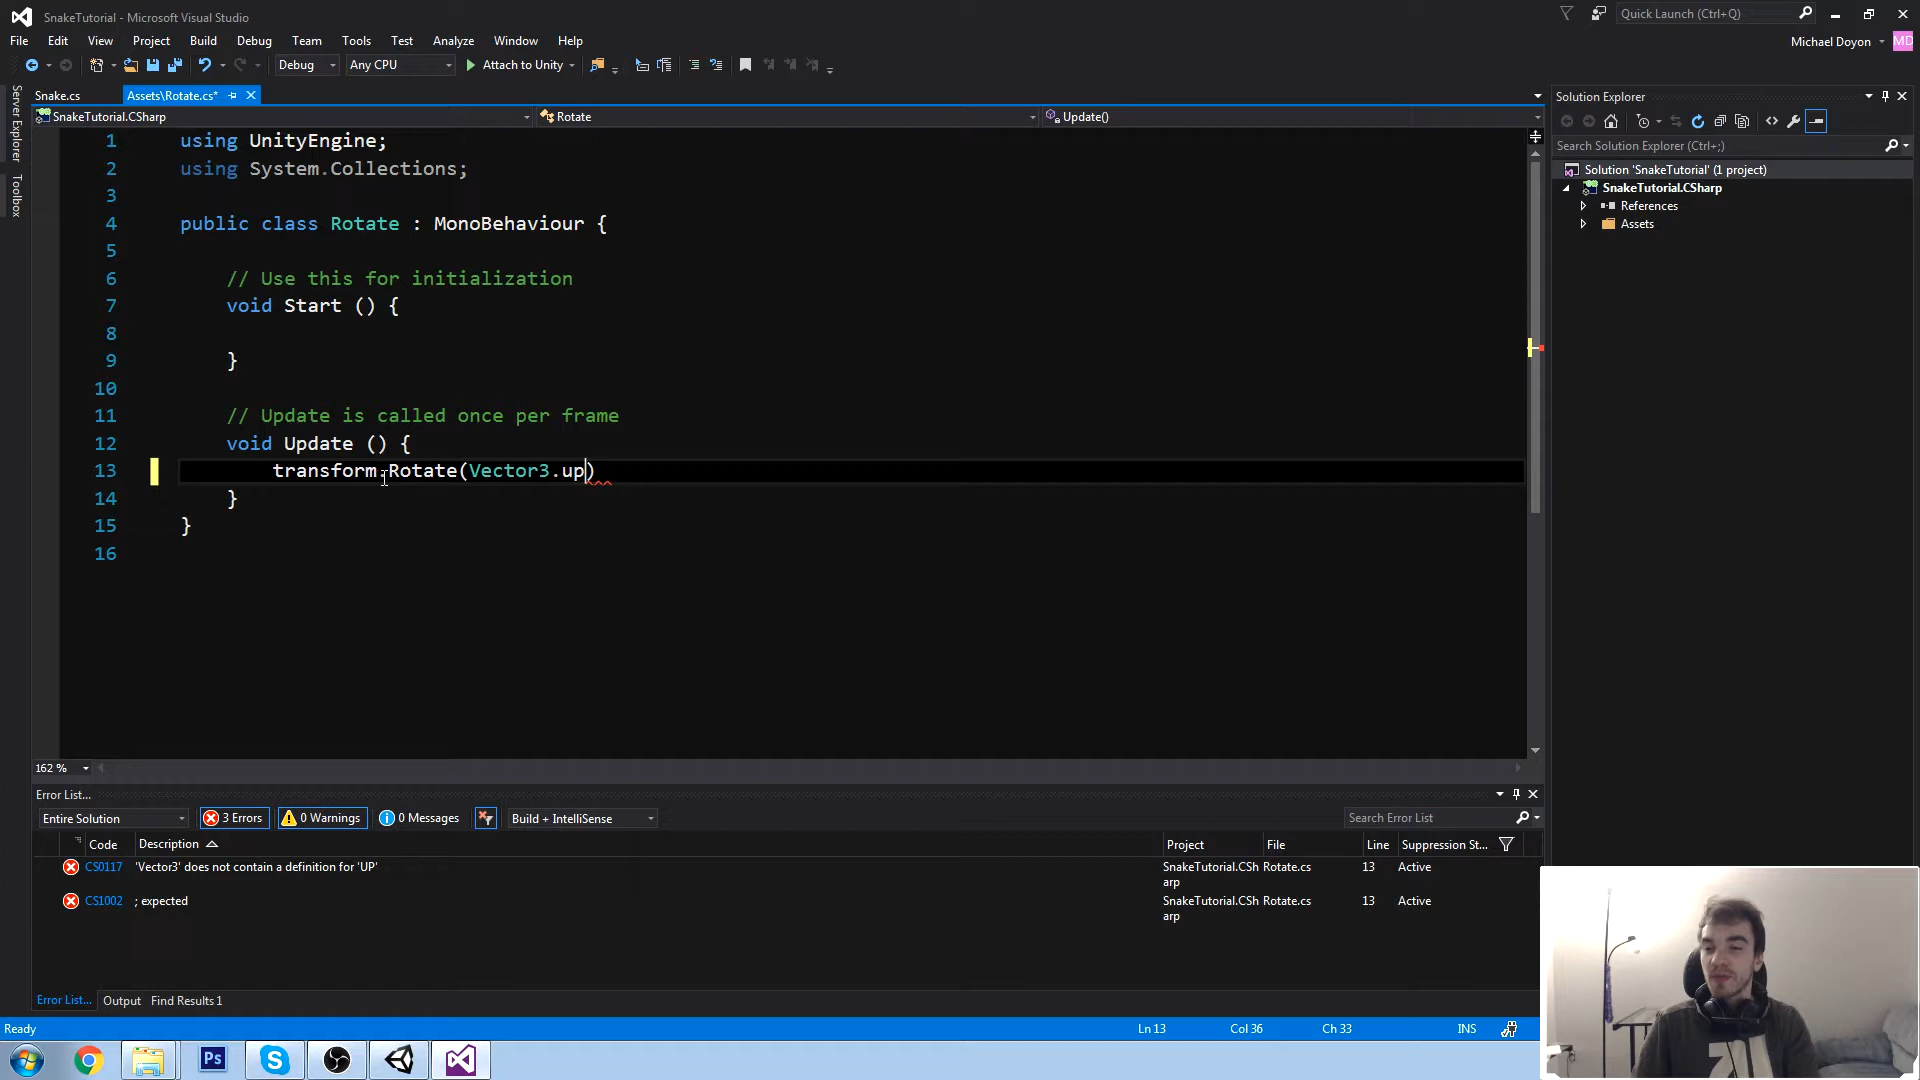 SnakeTutorial - Microsoft Visual Studio
Quick Launch (Ctrl+Q)
File Edit View Project Build Debug Team Tools Test Analyze Window Help
Michael Doyon MD
Debug Any CPU Attach to Unity
Server Explorer
Toolbox
Snake.cs Assets\Rotate.cs*
SnakeTutorial.CSharp Rotate Update()
1 using UnityEngine;
2 using System.Collections;
3
4 public class Rotate : MonoBehaviour {
5
6 // Use this for initialization
7 void Start () {
8
9 }
10
11 // Update is called once per frame
12 void Update () {
13 transform.Rotate(Vector3.up)
14 }
15 }
16
162 %
Solution Explorer
Search Solution Explorer (Ctrl+;)
Solution 'SnakeTutorial' (1 project)
SnakeTutorial.CSharp
References
Assets
Error List...
Entire Solution 3 Errors 0 Warnings 0 Messages Build + IntelliSense Search Error List
Code Description Project File Line Suppression St...
CS0117 'Vector3' does not contain a definition for 'UP' SnakeTutorial.CSh Rotate.cs 13 Active
arp
CS1002 ; expected SnakeTutorial.CSh Rotate.cs 13 Active
arp
Error List... Output Find Results 1
Ready Ln 13 Col 36 Ch 33 INS
Ps